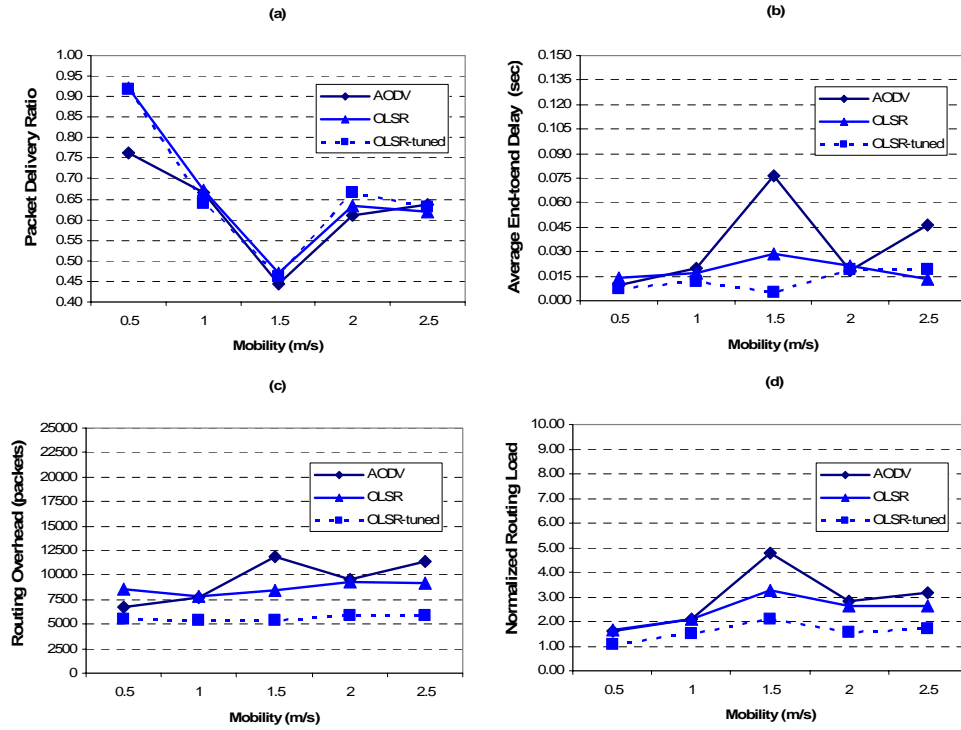 (a)
Packet Delivery Ratio
1.00
0.95
0.90
0.85
0.80
0.75
0.70
0.65
0.60
0.55
0.50
0.45
0.40
AODV
OLSR
OLSR-tuned
0.5 1 1.5 2 2.5
Mobility (m/s)
(b)
Average End-toend Delay (sec)
0.150
0.135
0.120
0.105
0.090
0.075
0.060
0.045
0.030
0.015
0.000
AODV
OLSR
OLSR-tuned
0.5 1 1.5 2 2.5
Mobility (m/s)
(c)
Routing Overhead (packets)
25000
22500
20000
17500
15000
12500
10000
7500
5000
2500
0
AODV
OLSR
OLSR-tuned
0.5 1 1.5 2 2.5
Mobility (m/s)
(d)
Normalized Routing Load
10.00
9.00
8.00
7.00
6.00
5.00
4.00
3.00
2.00
1.00
0.00
AODV
OLSR
OLSR-tuned
0.5 1 1.5 2 2.5
Mobility (m/s)